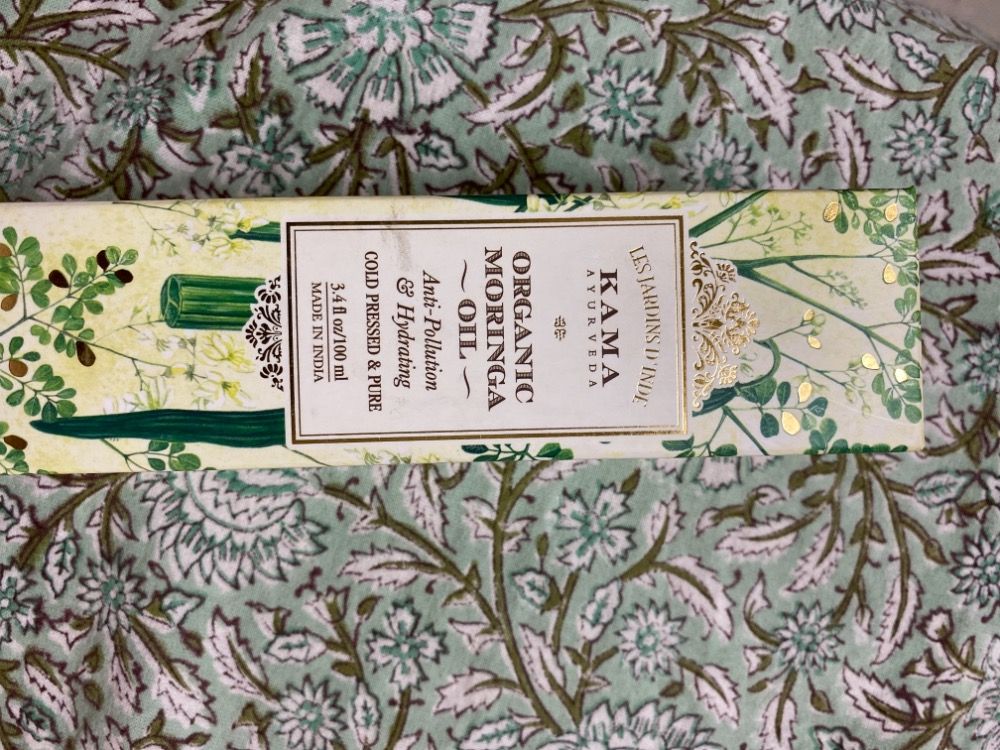 LES JARDINS D'INDE
KAMA
AYURVEDA
ORGANIC
MORINGA
~ OIL ~
Anti-Pollution
& Hydrating
COLD PRESSED & PURE
3.4 fl oz/100 ml
MADE IN INDIA